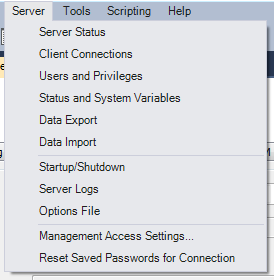 Server Tools Scripting Help
Server Status
Client Connections
Users and Privileges
Status and System Variables
Data Export
Data Import
Startup/Shutdown
Server Logs
Options File
Management Access Settings...
Reset Saved Passwords for Connection